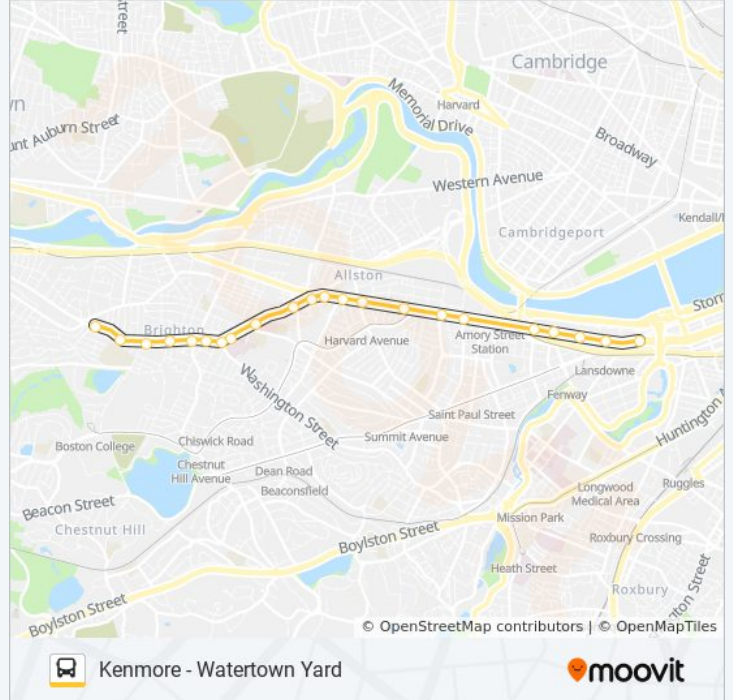 Street
Cambridge
Memorial Drive
Harvard
wn
unt Auburn Street
Broadway
Western Avenue
Kendall/
Cambridgeport
Allston
Storr
Brighton
Harvard Avenue
Amory Street
Station
Lansdowne
Washington Street
Fenway
Saint Paul Street
Huntington
Boston College
Chiswick Road
Summit Avenue
Chestnut
Hill Avenue
Dean Road
Beaconsfield
Longwood
Medical Area
Ruggles
Beacon Street
Mission Park
Chestnut Hill
Boylston Street
Roxbury Crossing
Heath Street
Roxbury
gton Street
Boylston Street
© OpenStreetMap contributors | © OpenMapTiles
Kenmore - Watertown Yard
moovit